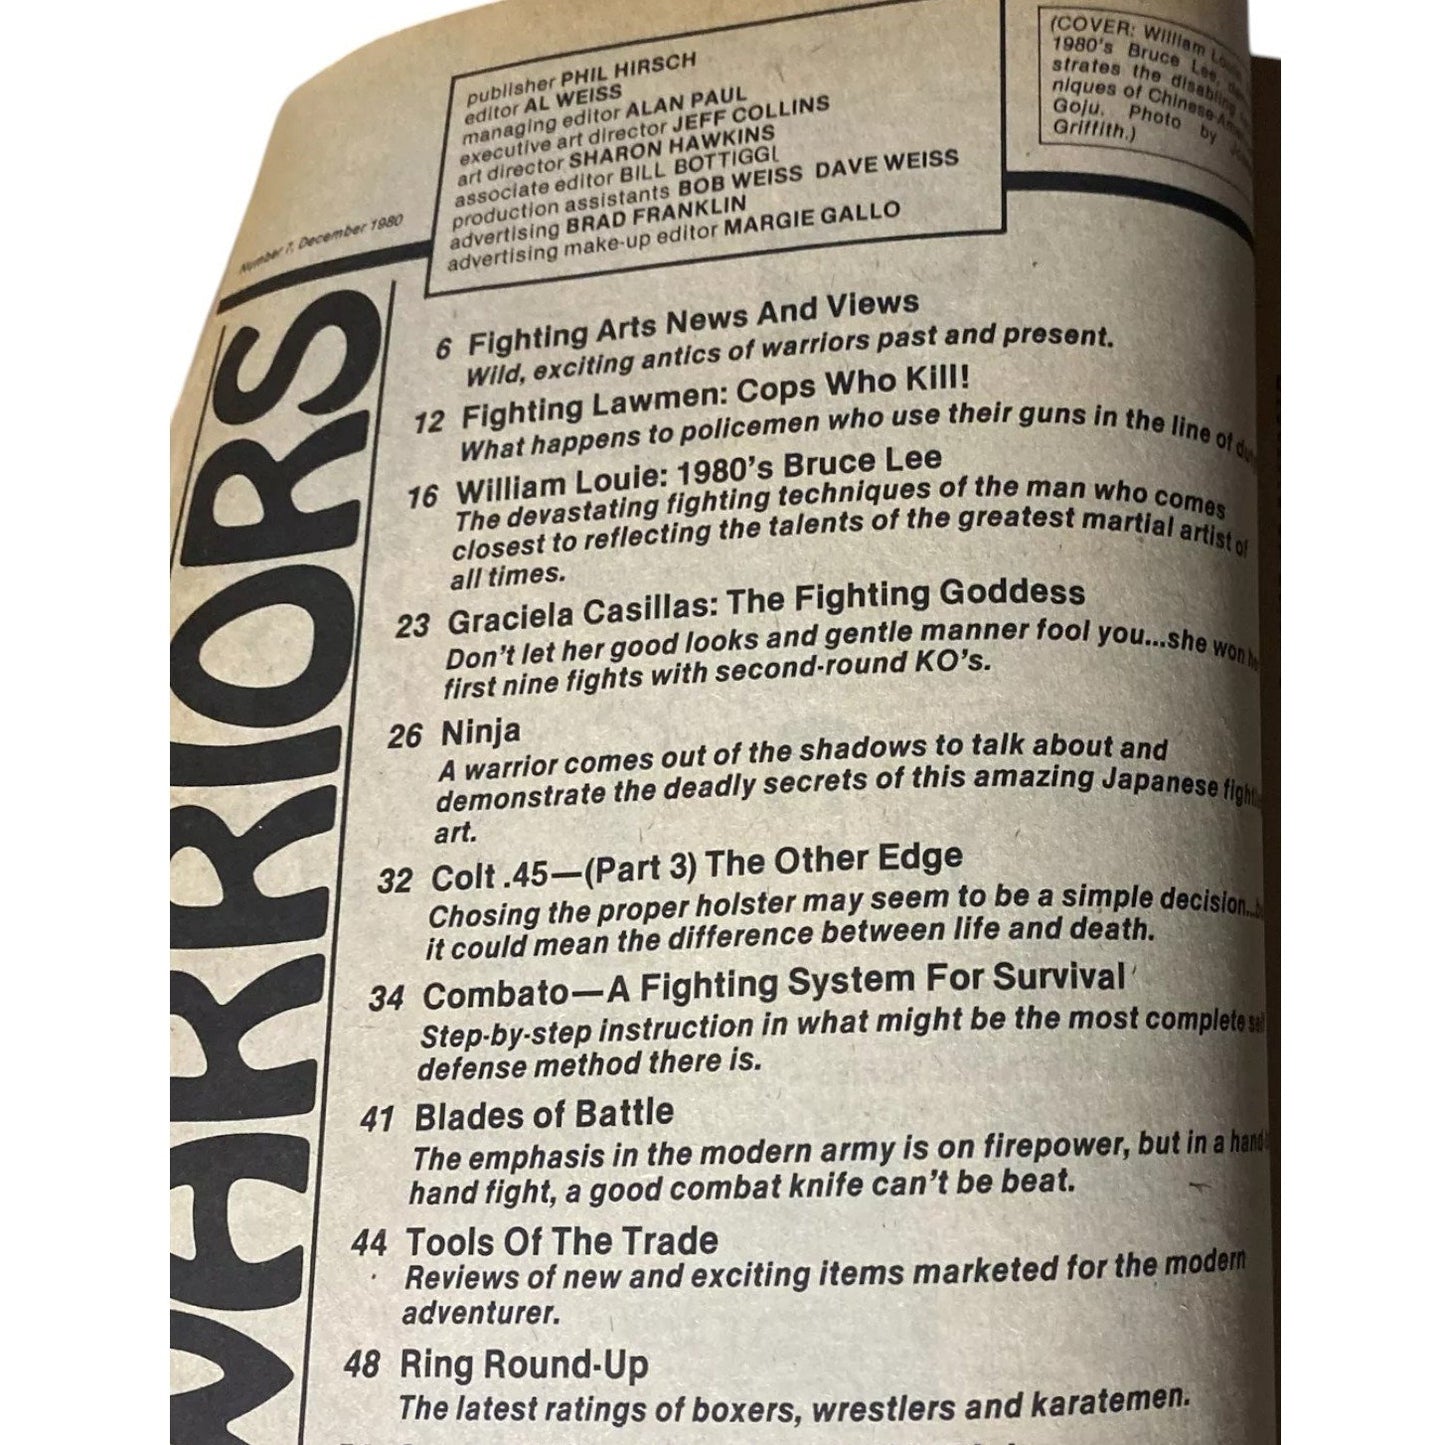 publisher PHIL HIRSCH
editor AL WEISS
managing editor ALAN PAUL
executive art director JEFF COLLINS
art director SHARON HAWKINS
associate editor BILL BOTTIGGI
production assistants BOB WEISS DAVE WEISS
advertising BRAD FRANKLIN
advertising make-up editor MARGIE GALLO
(COVER: William Louie,
1980's Bruce Lee,
strates the disabling
niques of Chinese
Goju. Photo by
Griffith.)
Number 7, December 1980
WARRIORS
6 Fighting Arts News And Views
Wild, exciting antics of warriors past and present.
12 Fighting Lawmen: Cops Who Kill!
What happens to policemen who use their guns in the line of
16 William Louie: 1980's Bruce Lee
The devastating fighting techniques of the man who comes
closest to reflecting the talents of the greatest martial artist of
all times.
23 Graciela Casillas: The Fighting Goddess
Don't let her good looks and gentle manner fool you...she won
first nine fights with second-round KO's.
26 Ninja
A warrior comes out of the shadows to talk about and
demonstrate the deadly secrets of this amazing Japanese
art.
32 Colt .45—(Part 3) The Other Edge
Chosing the proper holster may seem to be a simple decision...
it could mean the difference between life and death.
34 Combato—A Fighting System For Survival
Step-by-step instruction in what might be the most complete
defense method there is.
41 Blades of Battle
The emphasis in the modern army is on firepower, but in a hand
hand fight, a good combat knife can't be beat.
44 Tools Of The Trade
Reviews of new and exciting items marketed for the modern
adventurer.
48 Ring Round-Up
The latest ratings of boxers, wrestlers and karatemen.